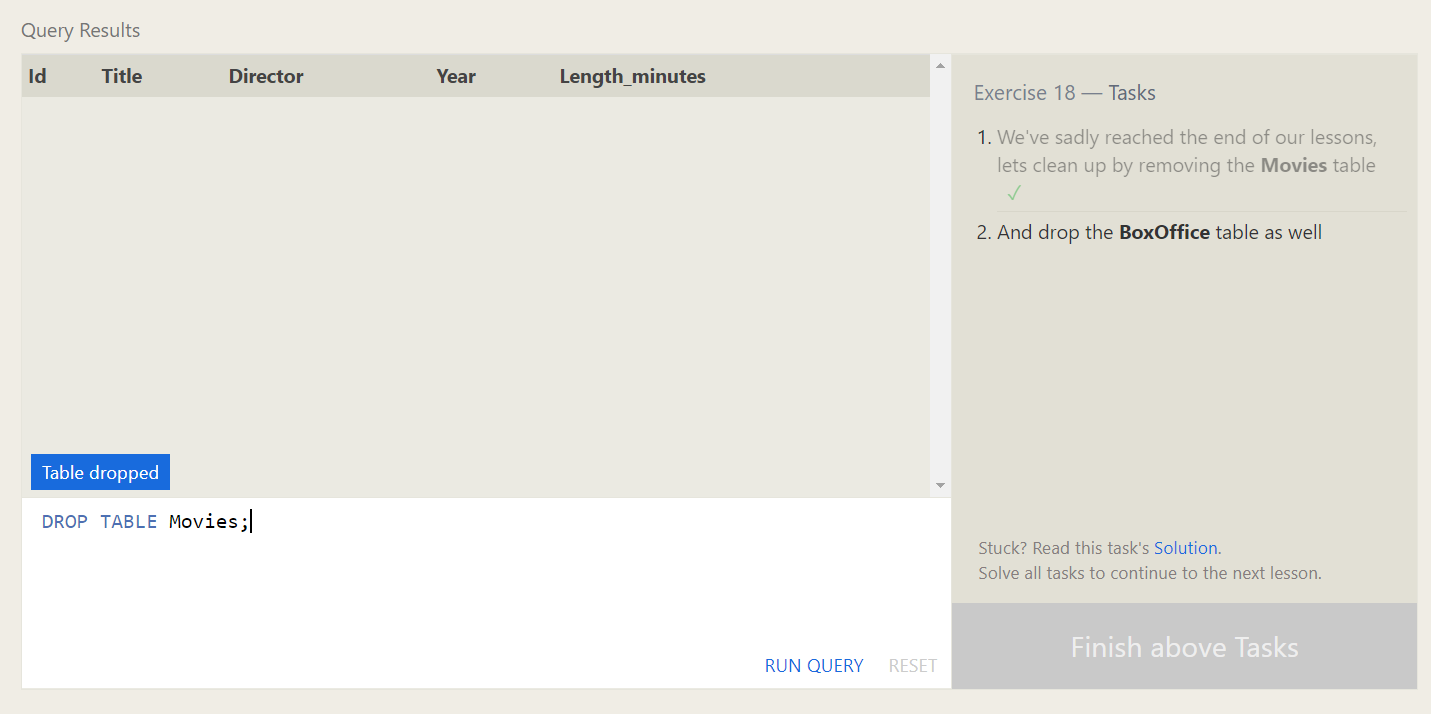 Query Results
Id Title Director Year Length_minutes
Table dropped
DROP TABLE Movies;
RUN QUERY RESET
Exercise 18 — Tasks
1. We've sadly reached the end of our lessons,
lets clean up by removing the Movies table
✓
2. And drop the BoxOffice table as well
Stuck? Read this task's Solution.
Solve all tasks to continue to the next lesson.
Finish above Tasks